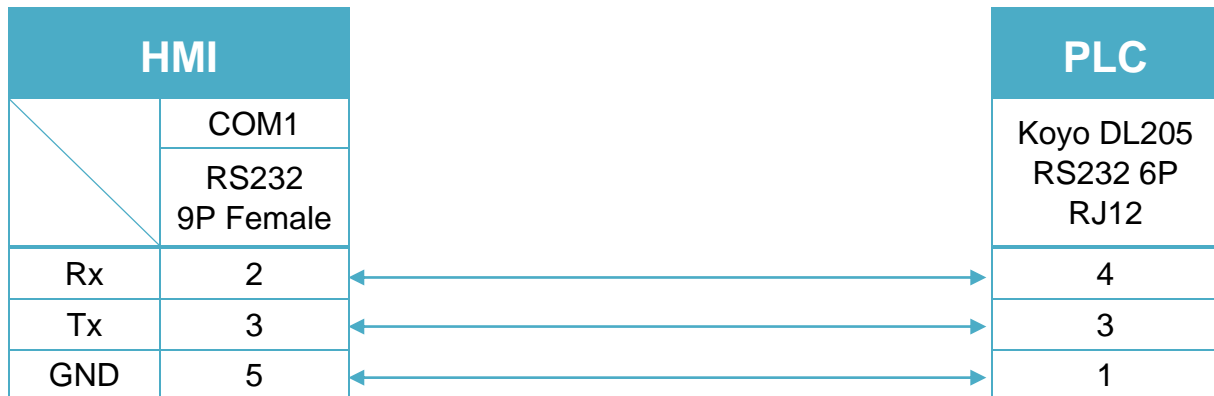 HMI
PLC
COM1
RS232
9P Female
Koyo DL205
RS232 6P
RJ12
Rx 2 4
Tx 3 3
GND 5 1